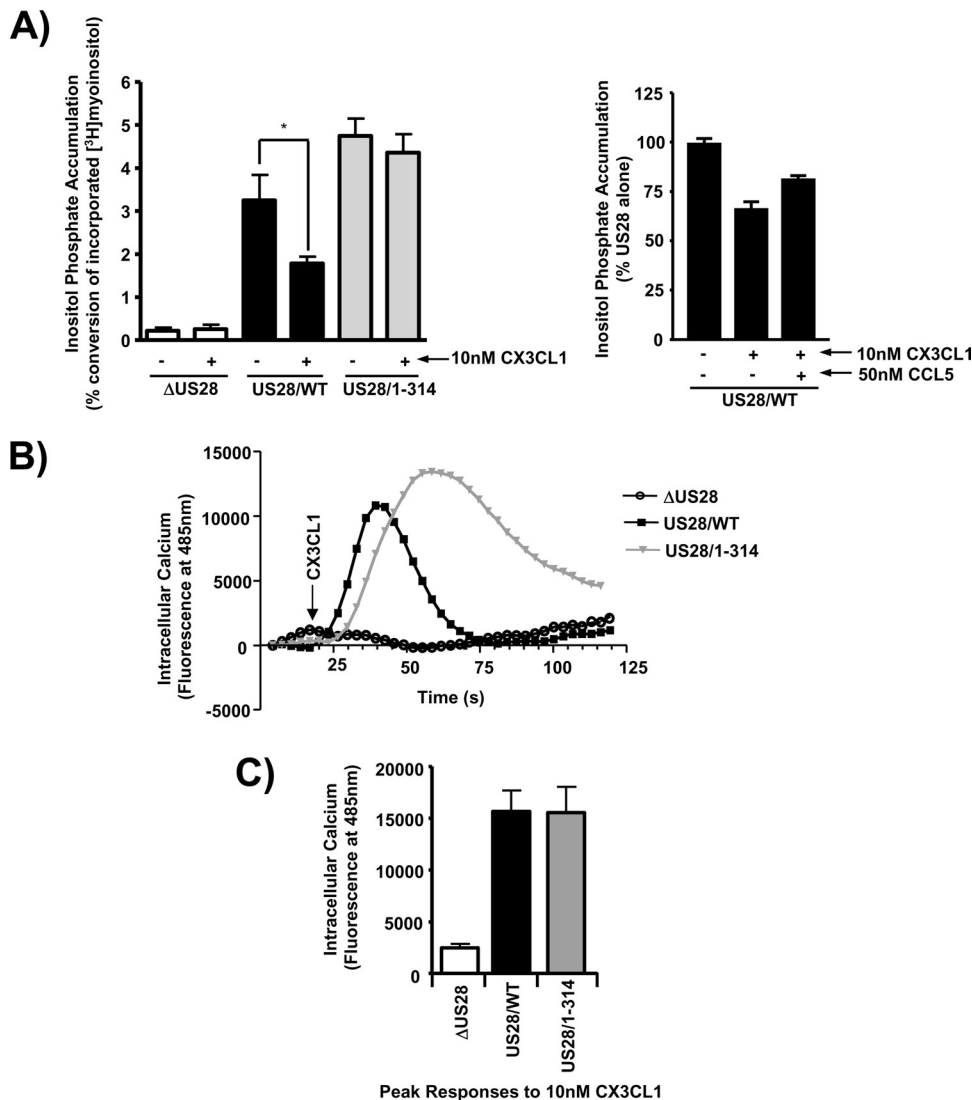 A)
Inositol Phosphate Accumulation
(% conversion of incorporated [³H]myoinositol)
6
5
4
3
2
1
0
*
- + - + - +
10nM CX3CL1
ΔUS28 US28/WT US28/1-314
Inositol Phosphate Accumulation
(% US28 alone)
125
100
75
50
25
0
- + + 10nM CX3CL1
- - + 50nM CCL5
US28/WT
B)
Intracellular Calcium
(Fluorescence at 485nm)
15000
10000
5000
0
-5000
CX3CL1
25 50 75 100 125
Time (s)
ΔUS28
US28/WT
US28/1-314
C)
Intracellular Calcium
(Fluorescence at 485nm)
20000
15000
10000
5000
0
ΔUS28
US28/WT
US28/1-314
Peak Responses to 10nM CX3CL1